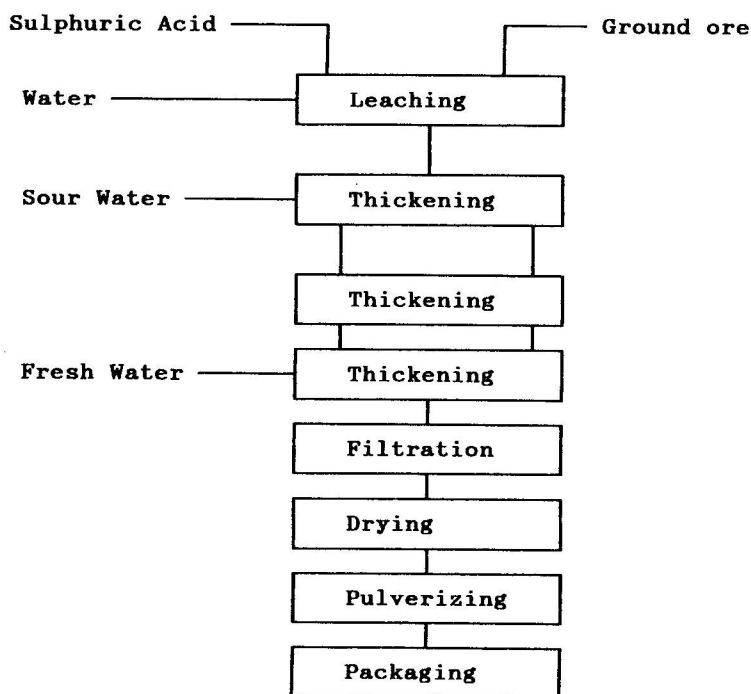 Sulphuric Acid
Ground ore
Water
Leaching
Sour Water
Thickening
Thickening
Fresh Water
Thickening
Filtration
Drying
Pulverizing
Packaging